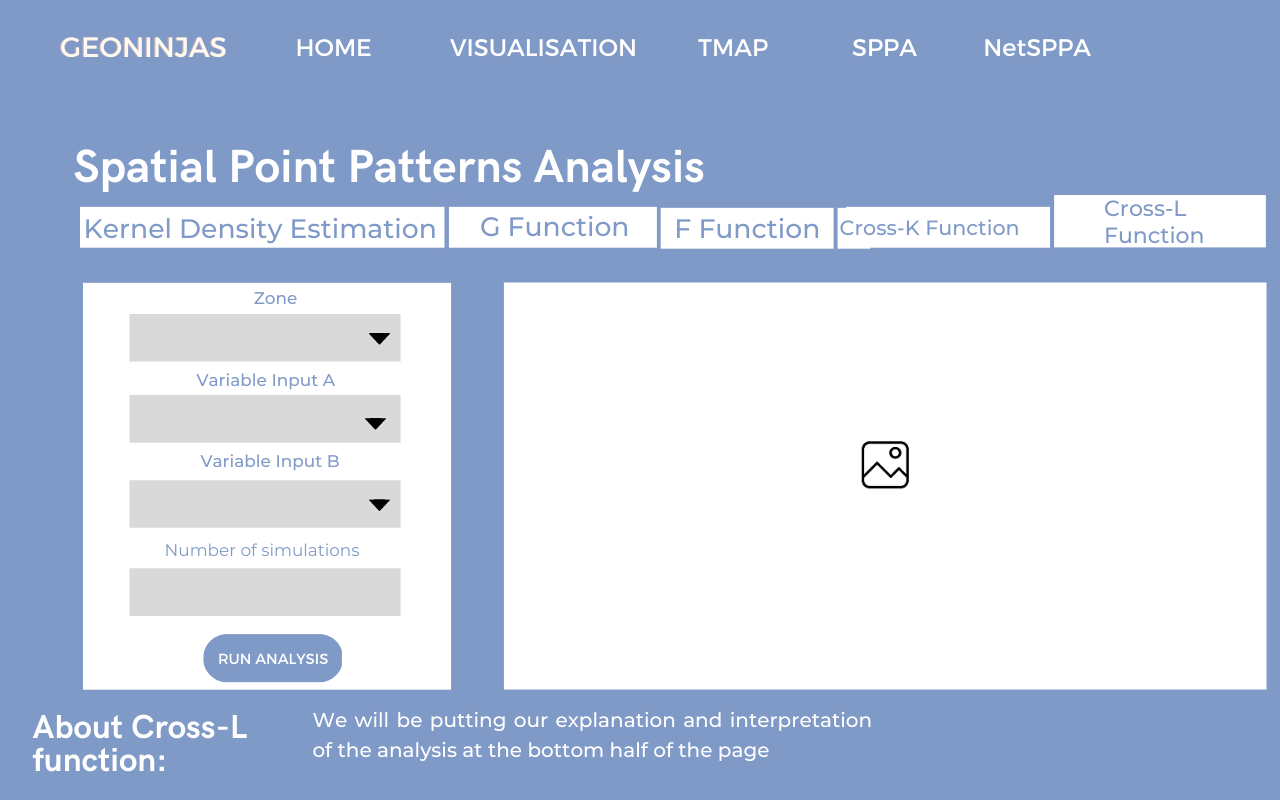 GEONINJAS HOME VISUALISATION TMAP SPPA NetSPPA
Spatial Point Patterns Analysis
Kernel Density Estimation G Function F Function Cross-K Function Cross-L
Function
Zone
Variable Input A
Variable Input B
Number of simulations
RUN ANALYSIS
About Cross-L
function:
We will be putting our explanation and interpretation
of the analysis at the bottom half of the page